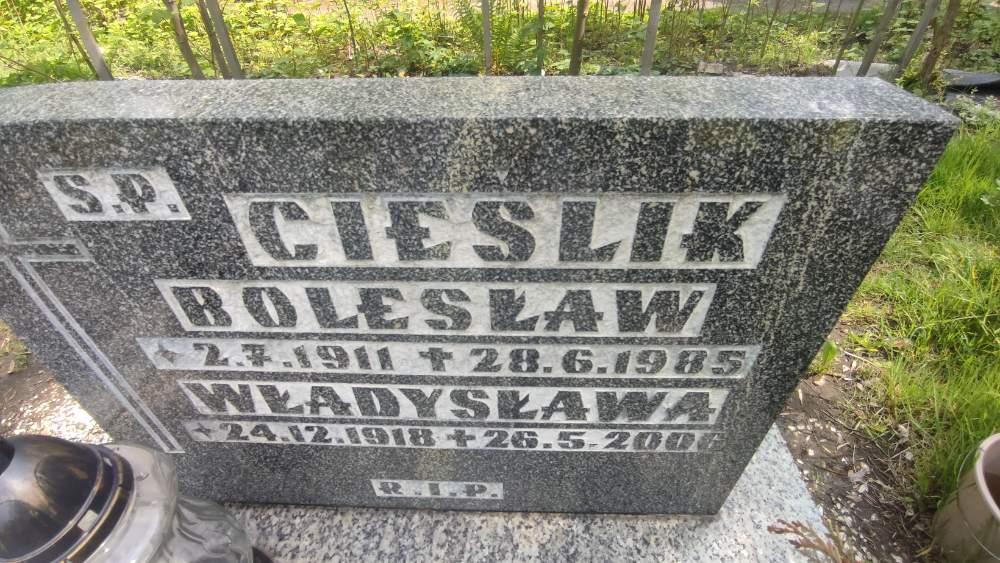 Ś.P.
CIEŚLIK
BOLESŁAW
* 2.7.1911 ✝ 28.6.1985
WŁADYSŁAWA
* 24.12.1918 ✝ 26.5.2006
R.I.P.